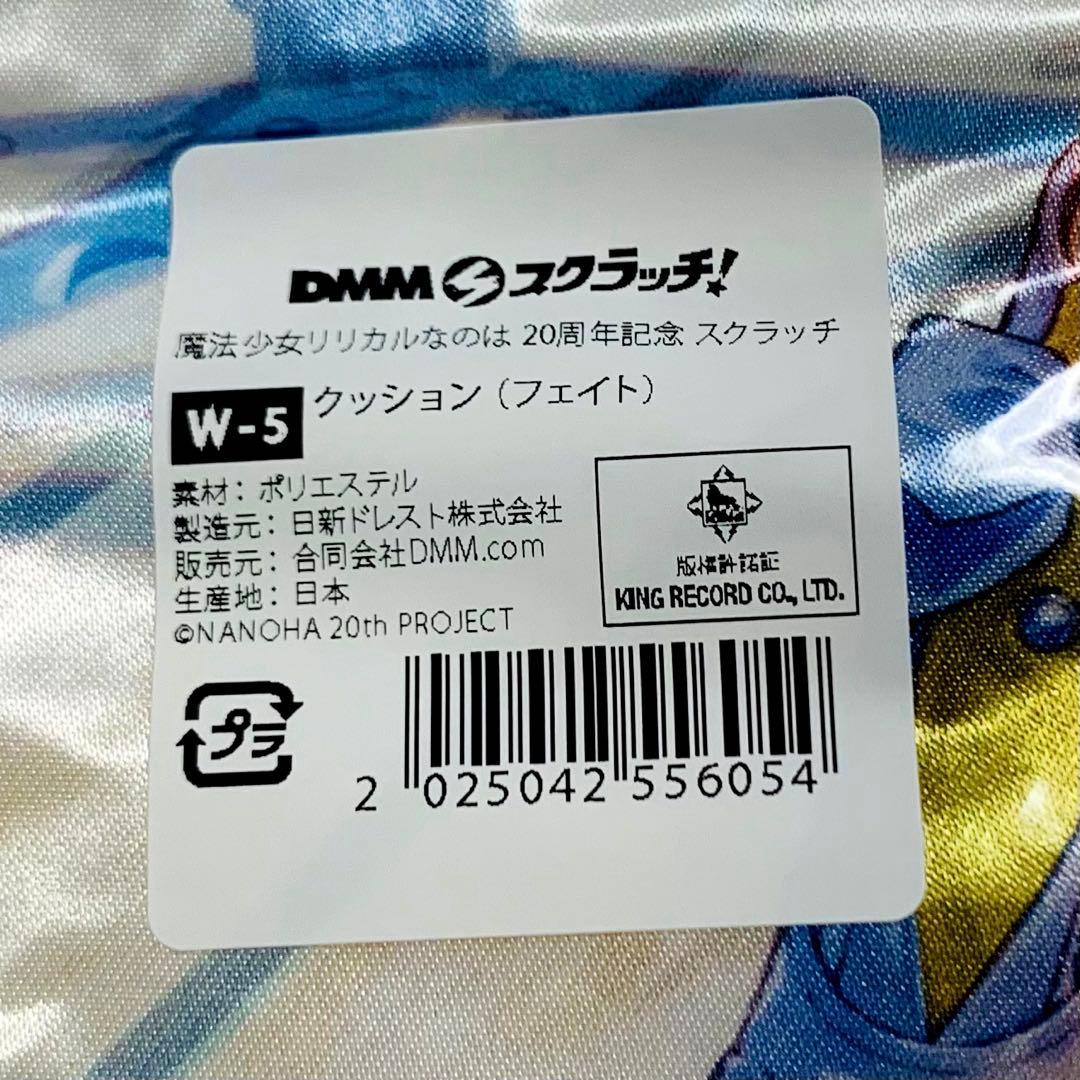 DMM スクラッチ!
魔法少女リリカルなのは 20周年記念 スクラッチ
W-5 クッション（フェイト）
素材：ポリエステル
製造元：日新ドレスト株式会社
販売元：合同会社DMM.com
生産地：日本
©NANOHA 20th PROJECT
版権許諾証
KING RECORD CO., LTD.
プラ
2 025042 556054